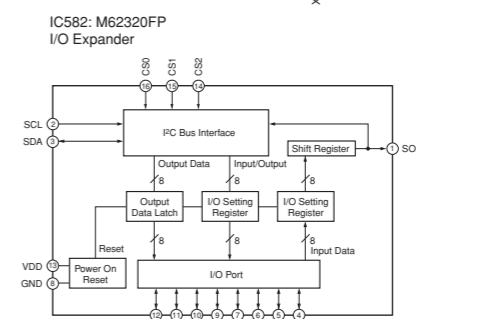 IC582: M62320FP
I/O Expander
CS0 CS1 CS2
16 15 14
SCL 2
SDA 3
I²C Bus Interface
Shift Register
1 SO
Output Data
Input/Output
8 8 8
Output Data Latch
I/O Setting Register
I/O Setting Register
Reset
8 8 8
Input Data
VDD 13
GND 8
Power On Reset
I/O Port
12 11 10 9 7 6 5 4